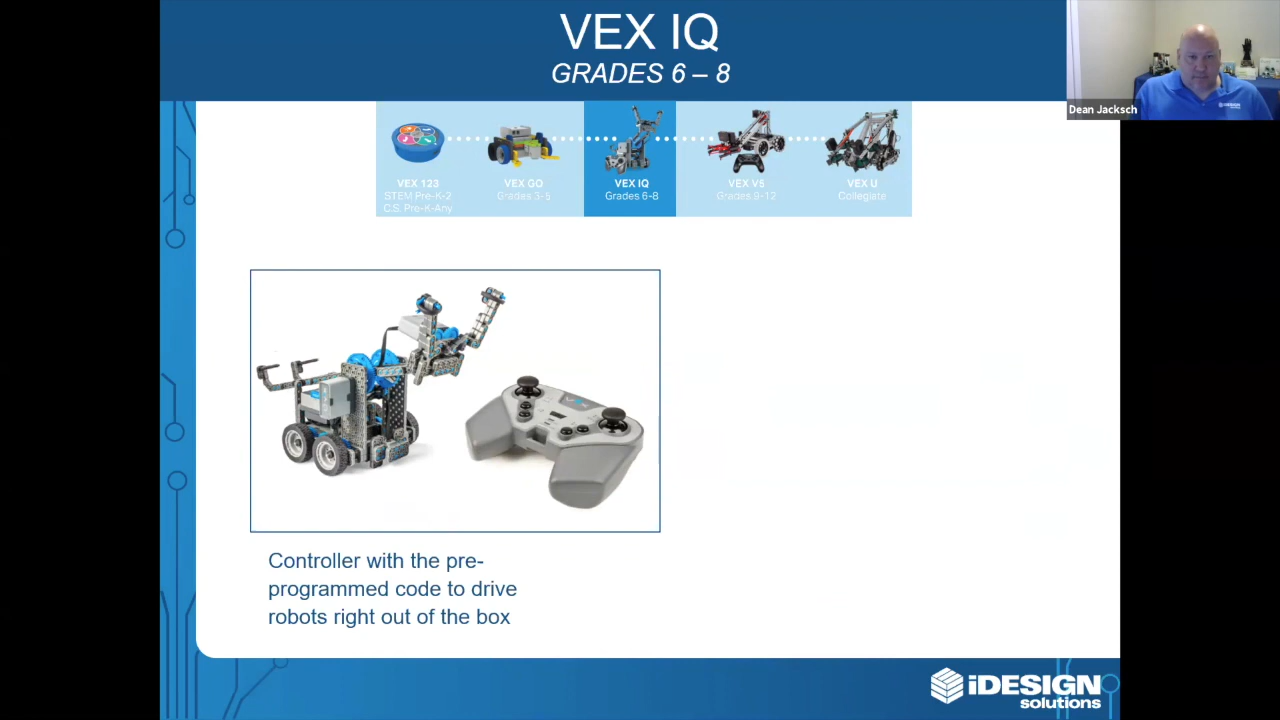 VEX IQ
GRADES 6 – 8
Dean Jacksch
VEX 123
STEM Pre-K-2
C.S. Pre-K-Any
VEX GO
Grades 3-5
VEX IQ
Grades 6-8
VEX V5
Grades 9-12
VEX U
Collegiate
Controller with the pre-
programmed code to drive
robots right out of the box
iDESIGN
solutions